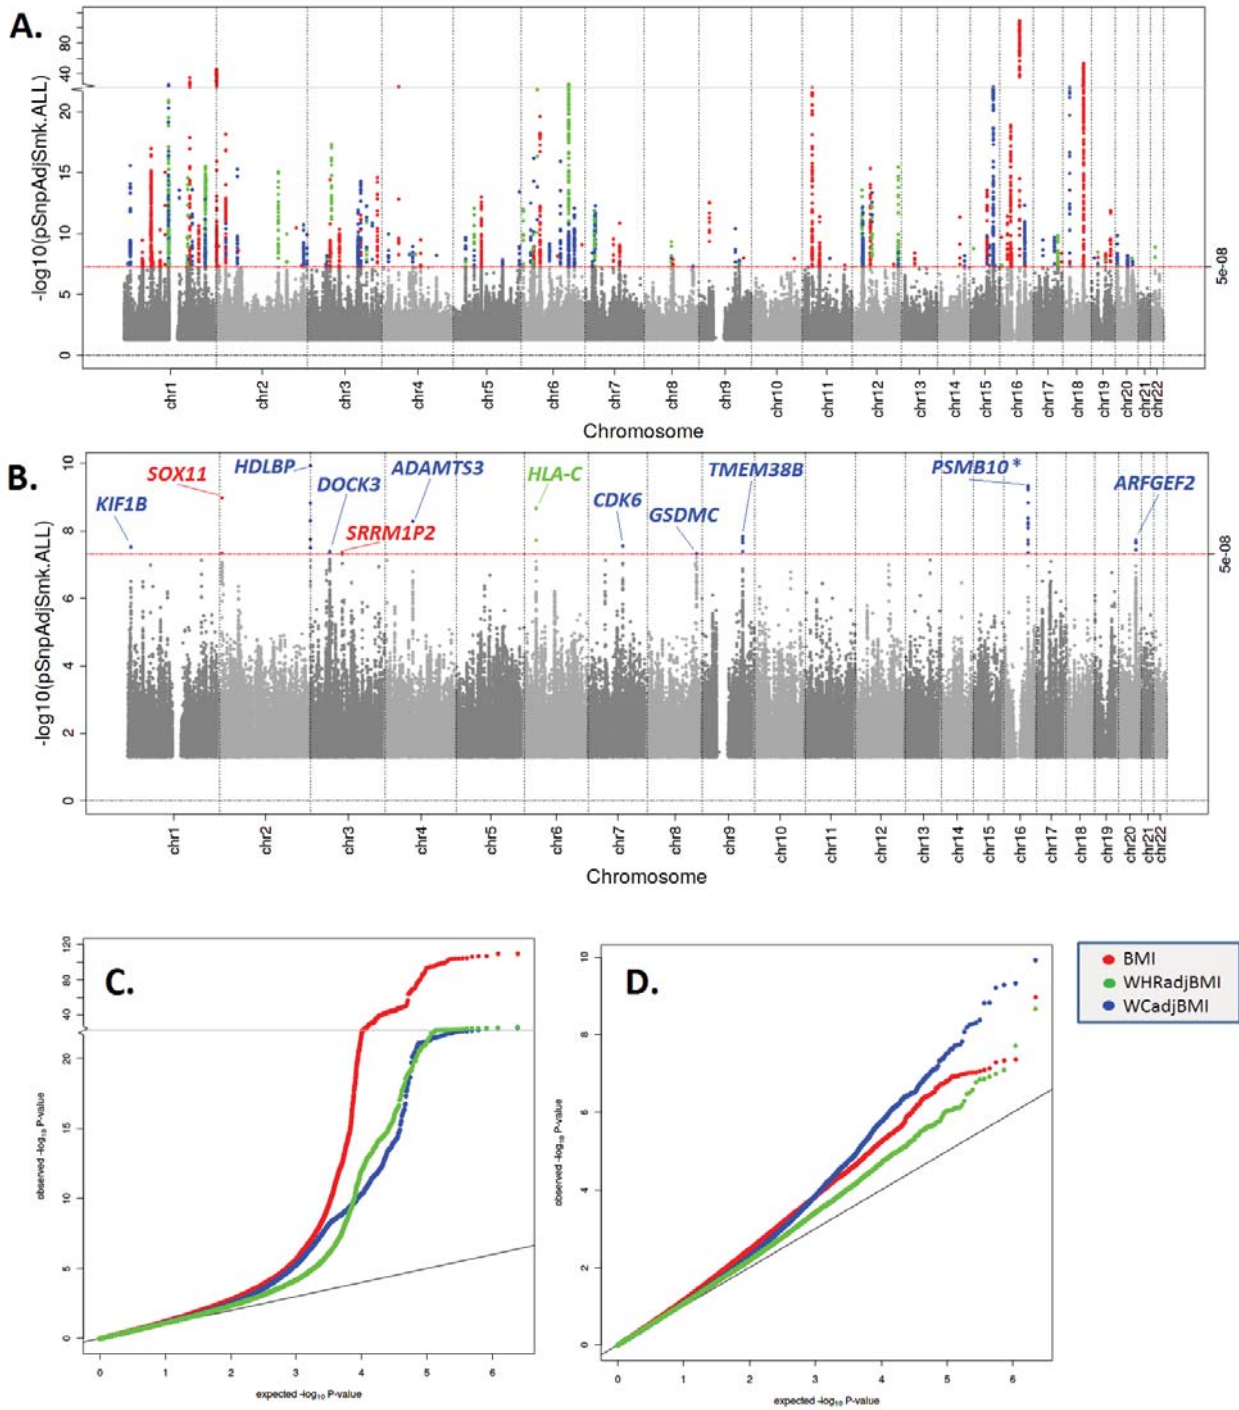 A.
80
40
20
15
10
5
0
-log10(pSnpAdjSmk.ALL)
5e-08
chr1 chr2 chr3 chr4 chr5 chr6 chr7 chr8 chr9 chr10 chr11 chr12 chr13 chr14 chr15 chr16 chr17 chr18 chr19 chr20 chr21 chr22
Chromosome
B.
10
8
6
4
2
0
-log10(pSnpAdjSmk.ALL)
KIF1B
SOX11
HDLBP
DOCK3
SRRM1P2
ADAMTS3
HLA-C
CDK6
GSDMC
TMEM38B
PSMB10 *
ARFGEF2
5e-08
chr1 chr2 chr3 chr4 chr5 chr6 chr7 chr8 chr9 chr10 chr11 chr12 chr13 chr14 chr15 chr16 chr17 chr18 chr19 chr20 chr21 chr22
Chromosome
C.
120
80
40
20
15
10
5
0
observed -log10 P-value
0 1 2 3 4 5 6
expected -log10 P-value
D.
10
8
6
4
2
0
observed -log10 P-value
0 1 2 3 4 5 6
expected -log10 P-value
BMI
WHRadjBMI
WCadjBMI